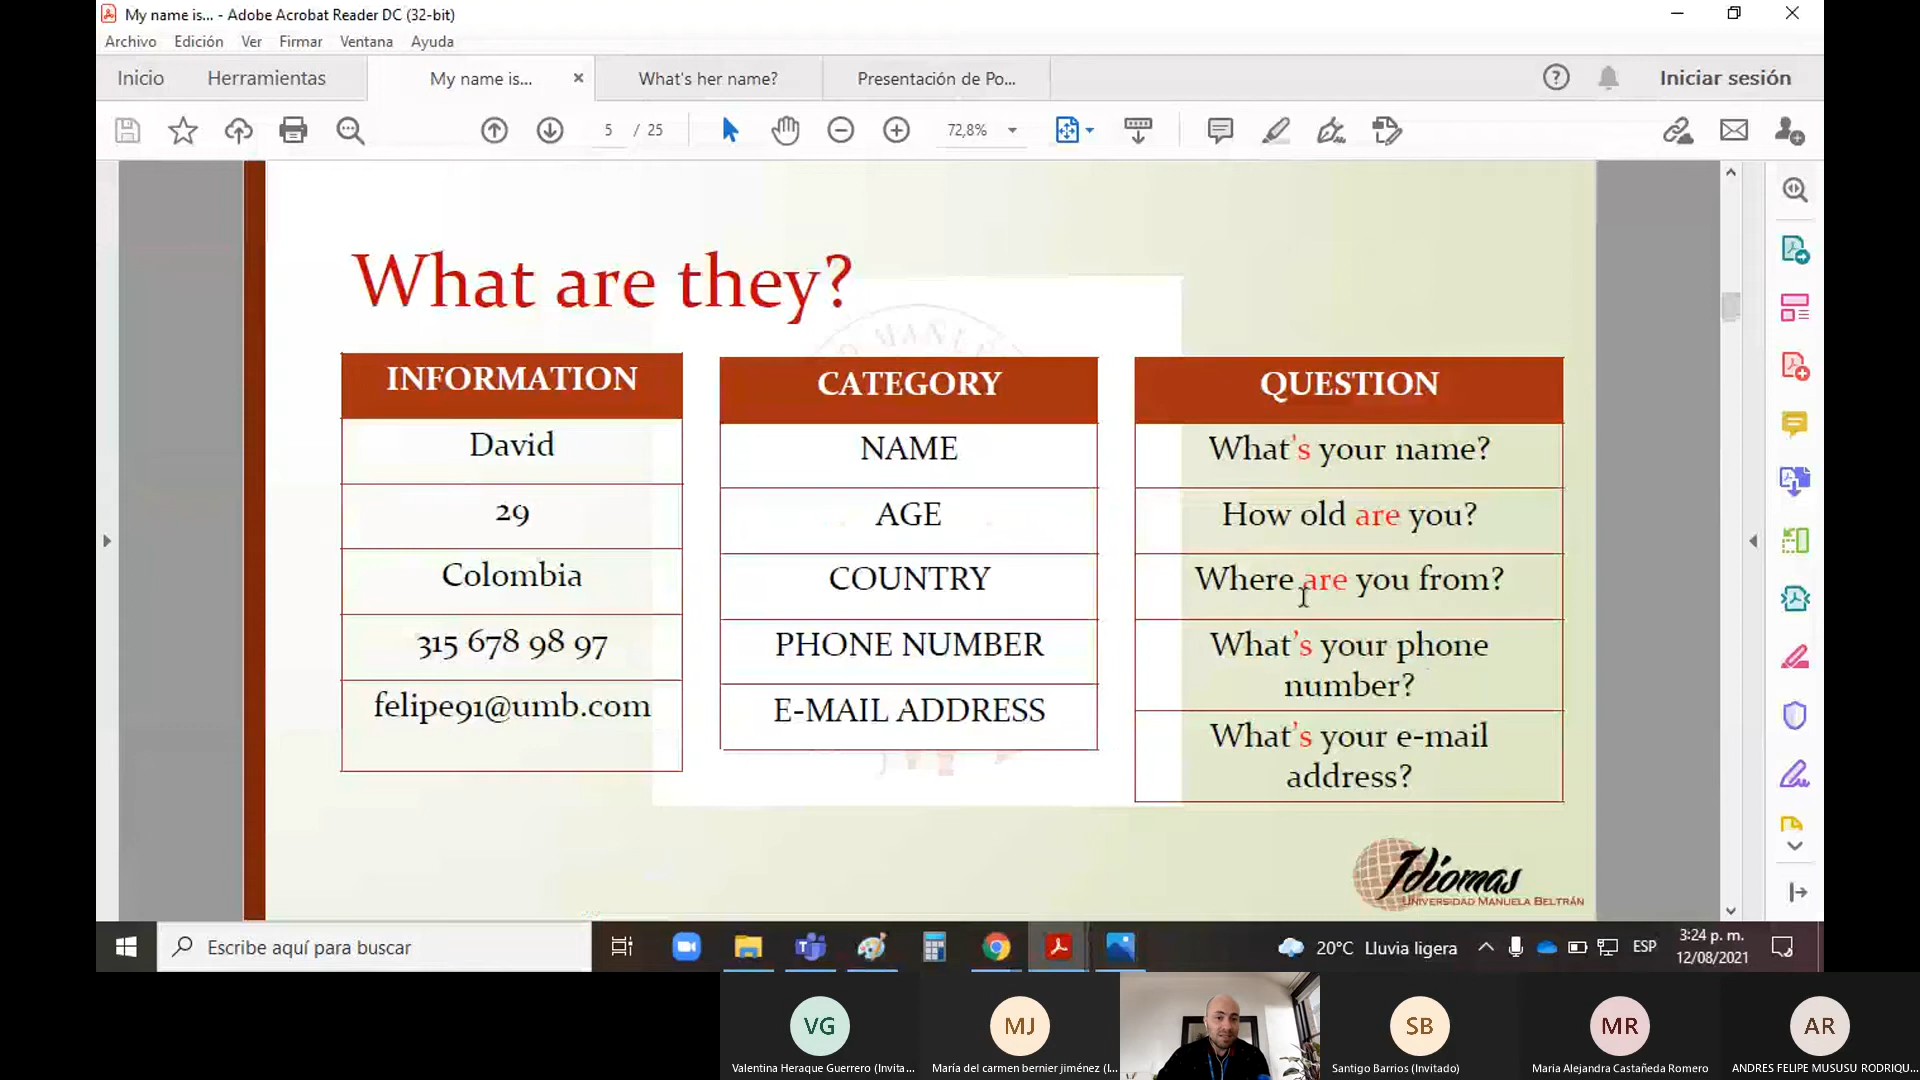 My name is... - Adobe Acrobat Reader DC (32-bit)
Archivo Edición Ver Firmar Ventana Ayuda
Inicio Herramientas My name is... What's her name? Presentación de Po... Iniciar sesión
5 / 25 72,8%
What are they?
INFORMATION
David
29
Colombia
315 678 98 97
felipe91@umb.com
CATEGORY
NAME
AGE
COUNTRY
PHONE NUMBER
E-MAIL ADDRESS
QUESTION
What's your name?
How old are you?
Where are you from?
What's your phone
number?
What's your e-mail
address?
Idiomas
UNIVERSIDAD MANUELA BELTRÁN
Escribe aquí para buscar
20°C Lluvia ligera
ESP
3:24 p. m.
12/08/2021
VG
MJ
SB
MR
AR
Valentina Heraque Guerrero (Invita...
María del carmen bernier jiménez (I...
Santigo Barrios (Invitado)
Maria Alejandra Castañeda Romero
ANDRES FELIPE MUSUSU RODRIQU...